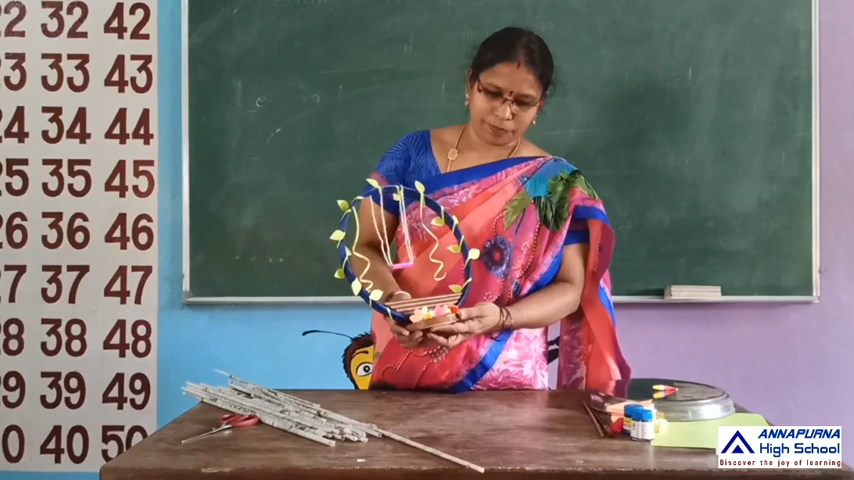 22 32 42
23 33 43
24 34 44
25 35 45
26 36 46
27 37 47
28 38 48
29 39 49
30 40 50
ANNAPURNA
High School
Discover the joy of learning